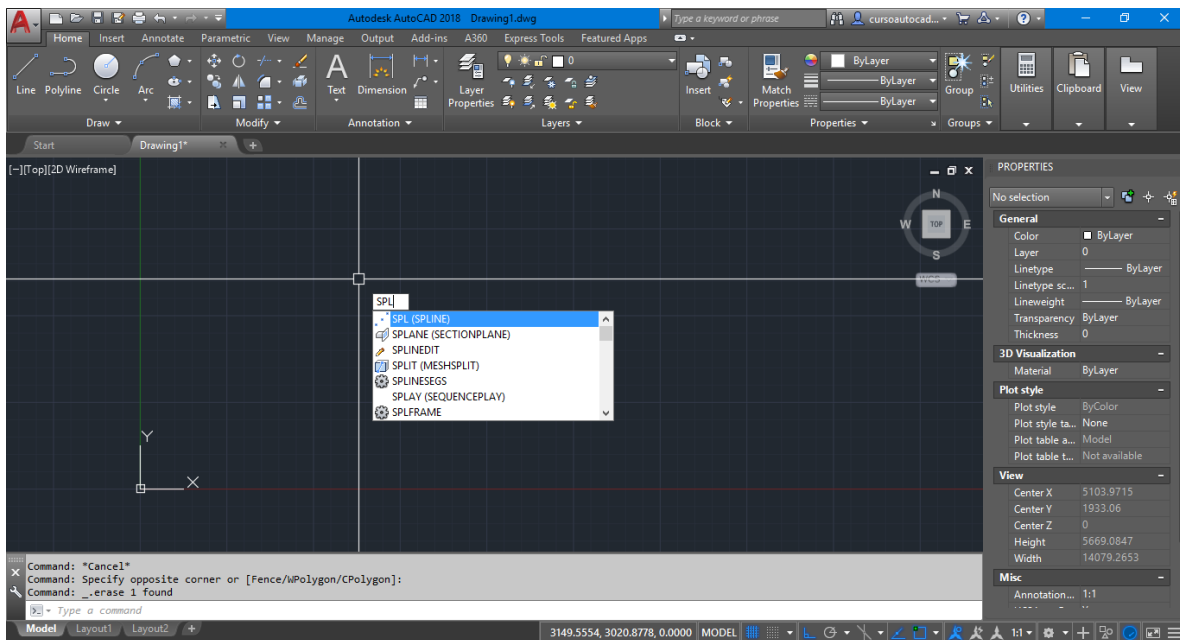 Autodesk AutoCAD 2018 Drawing1.dwg
Type a keyword or phrase
cursoautocad...
Home Insert Annotate Parametric View Manage Output Add-ins A360 Express Tools Featured Apps
Line Polyline Circle Arc
Text Dimension
Layer Properties
0
Insert
Match Properties
ByLayer
ByLayer
ByLayer
Group
Utilities Clipboard View
Draw Modify Annotation Layers Block Properties Groups
Start Drawing1* +
[−][Top][2D Wireframe]
N
W TOP E
S
WCS
SPL
SPL (SPLINE)
SPLANE (SECTIONPLANE)
SPLINEDIT
SPLIT (MESHSPLIT)
SPLINESEGS
SPLAY (SEQUENCEPLAY)
SPLFRAME
Y
X
PROPERTIES
No selection
General
Color ByLayer
Layer 0
Linetype ByLayer
Linetype sc... 1
Lineweight ByLayer
Transparency ByLayer
Thickness 0
3D Visualization
Material ByLayer
Plot style
Plot style ByColor
Plot style ta... None
Plot table a... Model
Plot table t... Not available
View
Center X 5103.9715
Center Y 1933.06
Center Z 0
Height 5669.0847
Width 14079.2653
Misc
Annotation... 1:1
Command: *Cancel*
Command: Specify opposite corner or [Fence/WPolygon/CPolygon]:
Command: _.erase 1 found
Type a command
Model Layout1 Layout2 +
3149.5554, 3020.8778, 0.0000 MODEL 1:1